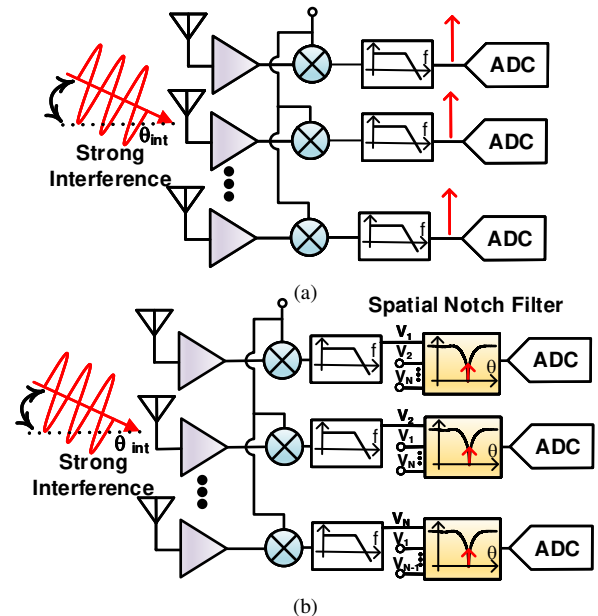 f
ADC
θint
Strong
Interference
f
ADC
f
ADC
(a)
Spatial Notch Filter
V1
V2
VN
f
θ
ADC
θ int
Strong
Interference
V2
V1
VN
f
θ
ADC
VN
V1
VN-1
f
θ
ADC
(b)